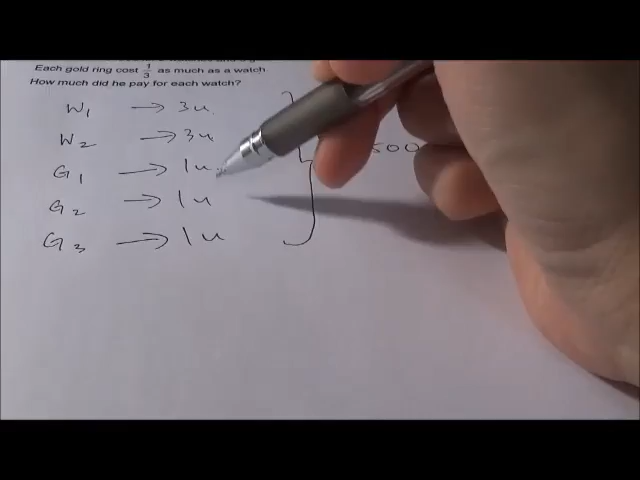 Each gold ring cost 1/3 as much as a watch
How much did he pay for each watch?
W1 → 3u
W2 → 3u
G1 → 1u
G2 → 1u
G3 → 1u